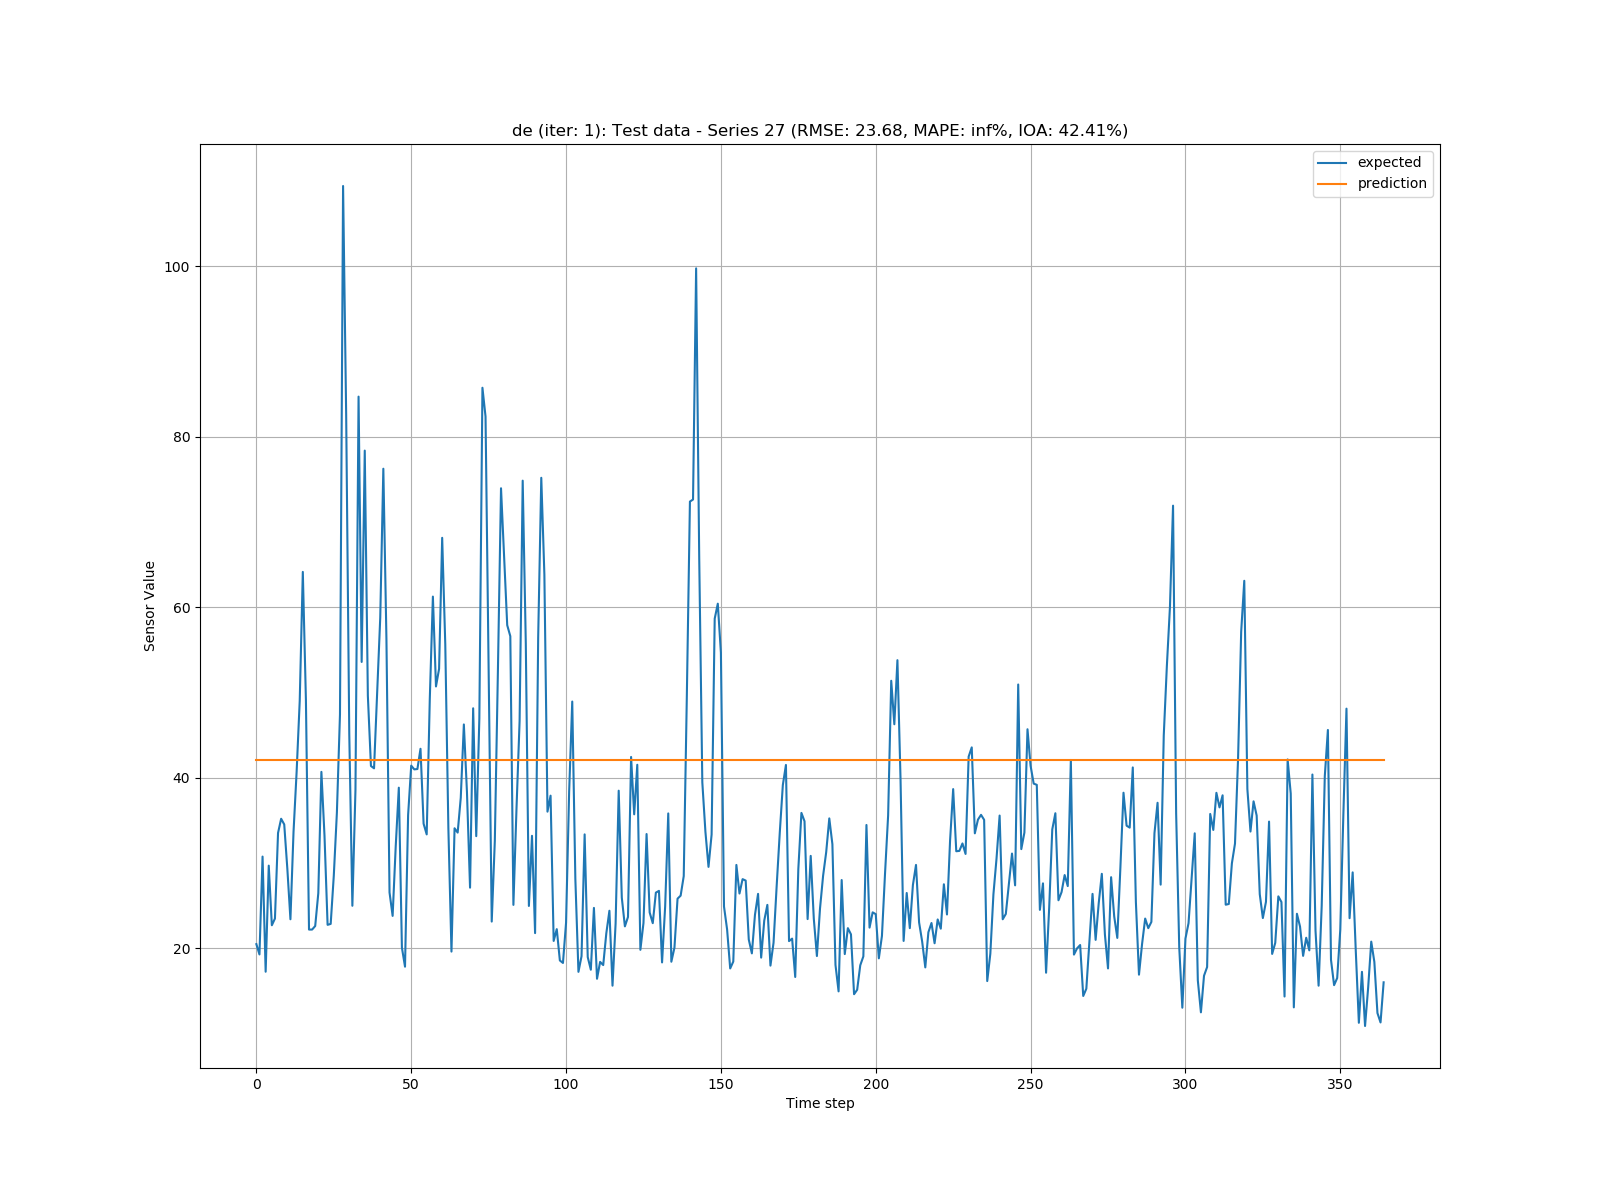 de (iter: 1): Test data - Series 27 (RMSE: 23.68, MAPE: inf%, IOA: 42.41%)
expected
prediction
100
80
60
40
20
Sensor Value
0 50 100 150 200 250 300 350
Time step